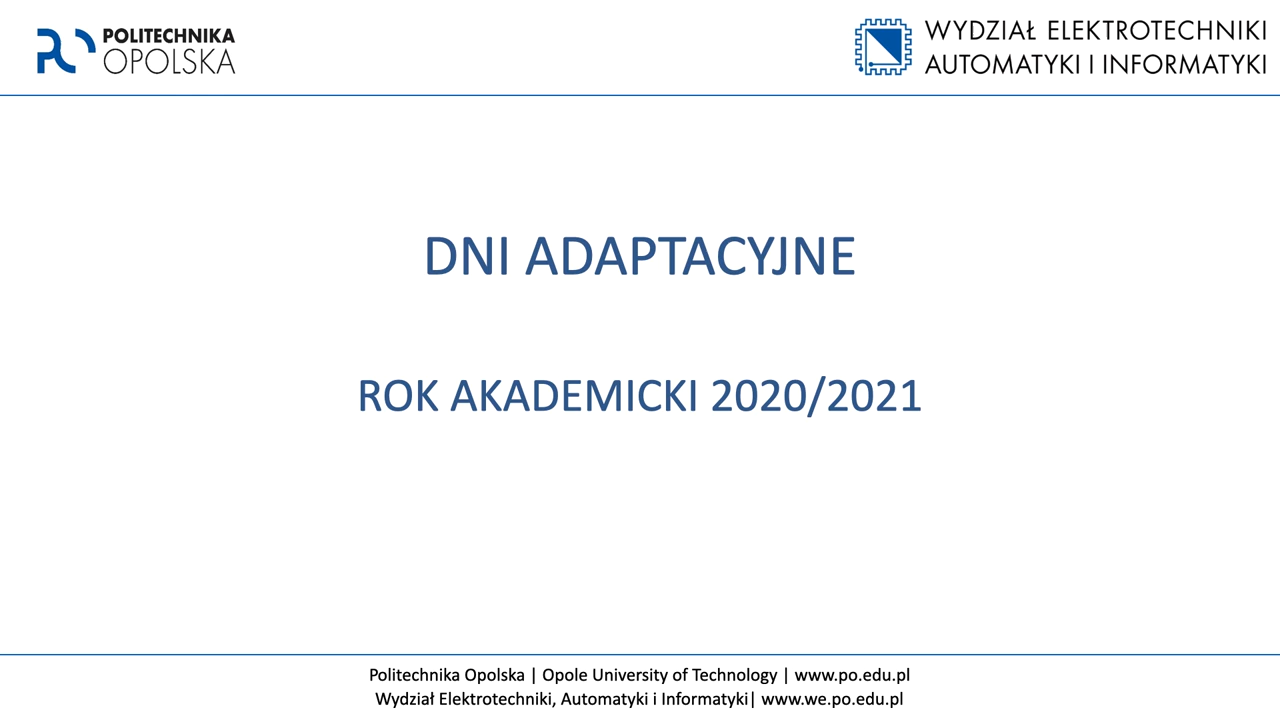 POLITECHNIKA
OPOLSKA
WYDZIAŁ ELEKTROTECHNIKI
AUTOMATYKI I INFORMATYKI
DNI ADAPTACYJNE
ROK AKADEMICKI 2020/2021
Politechnika Opolska | Opole University of Technology | www.po.edu.pl
Wydział Elektrotechniki, Automatyki i Informatyki| www.we.po.edu.pl